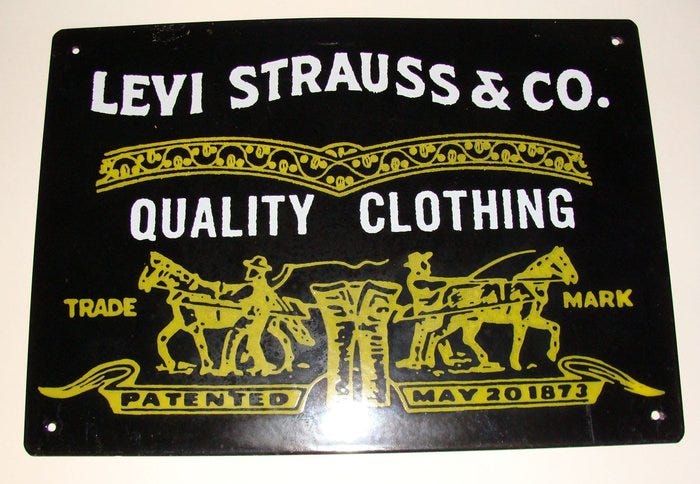 LEVI STRAUSS & CO.
QUALITY CLOTHING
TRADE MARK
PATENTED MAY 20 1873